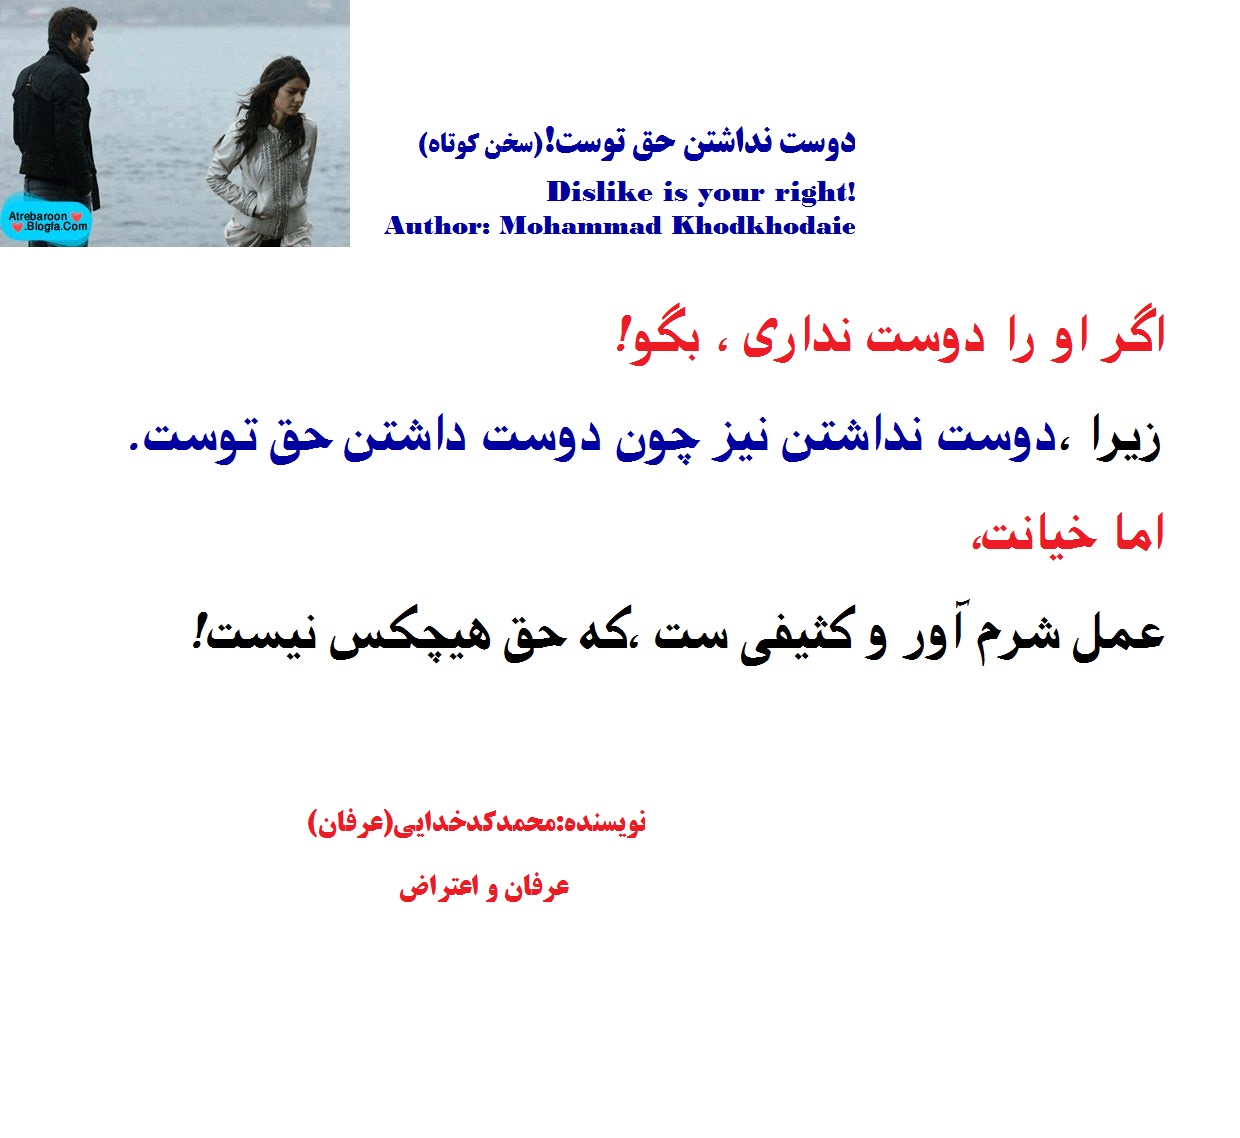 دوست نداشتن حق توست!(سخن کوتاه)
Dislike is your right!
Author: Mohammad Khodkhodaie
Atrebaroon ❤
❤.Blogfa.Com
اگر او را دوست نداری ، بگو!
زیرا ،دوست نداشتن نیز چون دوست داشتن حق توست.
اما خیانت،
عمل شرم آور و کثیفی ست ،که حق هیچکس نیست!
نویسنده:محمدکدخدایی(عرفان)
عرفان و اعتراض